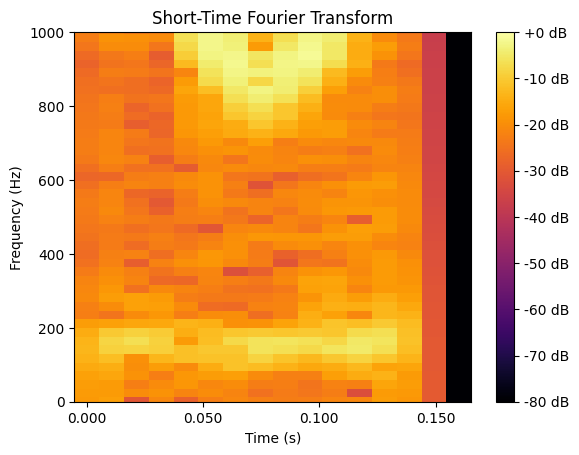 Short-Time Fourier Transform
1000
800
600
400
200
0
Frequency (Hz)
0.000
0.050
0.100
0.150
Time (s)
+0 dB
-10 dB
-20 dB
-30 dB
-40 dB
-50 dB
-60 dB
-70 dB
-80 dB